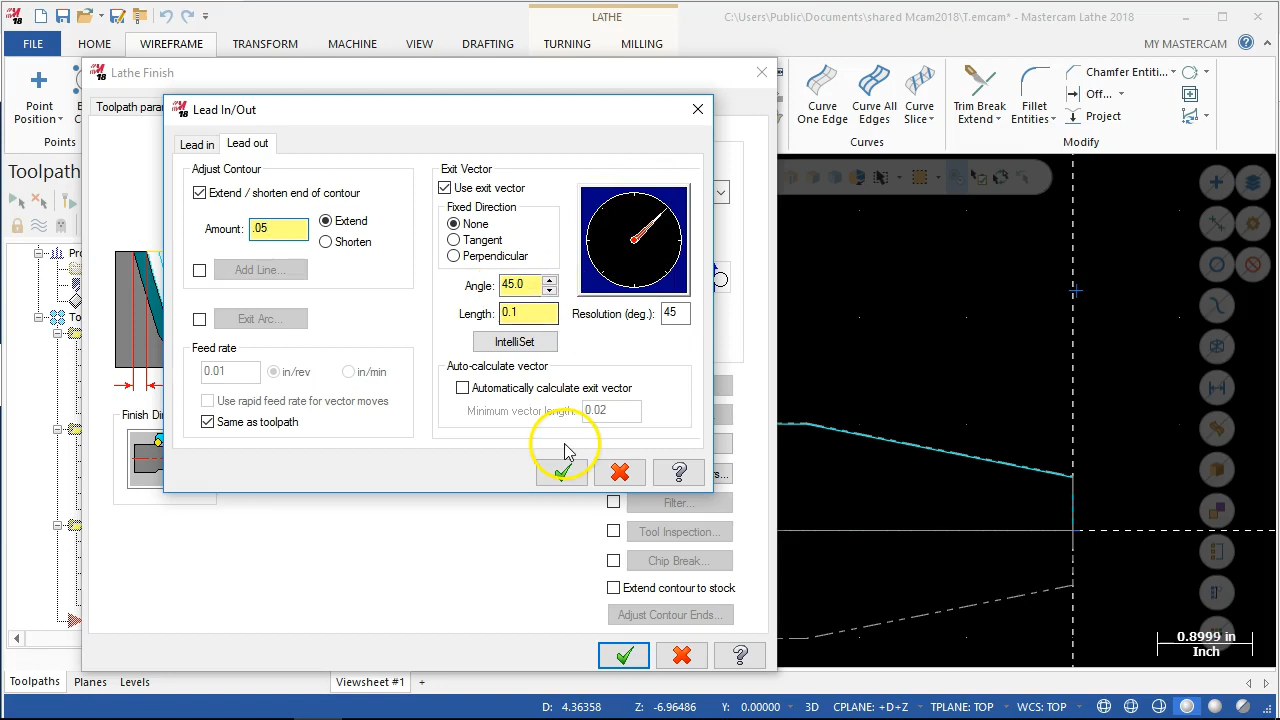 LATHE
C:\Users\Public\Documents\shared Mcam2018\T.emcam* - Mastercam Lathe 2018
FILE HOME WIREFRAME TRANSFORM MACHINE VIEW DRAFTING TURNING MILLING MY MASTERCAM
Lathe Finish
Chamfer Entiti...
Point
Position
Curve
One Edge
Curve All
Edges
Curve
Slice
Trim Break
Extend
Fillet
Entities
Off...
Project
Points
Curves
Modify
Toolpath
Lead In/Out
Lead in
Lead out
Toolpaths
Adjust Contour
Extend / shorten end of contour
Amount: .05
Extend
Shorten
Add Line...
Exit Arc...
Feed rate
0.01
in/rev
in/min
Use rapid feed rate for vector moves
Same as toolpath
Exit Vector
Use exit vector
Fixed Direction
None
Tangent
Perpendicular
Angle: 45.0
Length: 0.1
Resolution (deg.): 45
IntelliSet
Auto-calculate vector
Automatically calculate exit vector
Minimum vector length: 0.02
Filter...
Tool Inspection...
Chip Break...
Extend contour to stock
Adjust Contour Ends...
0.8999 in
Inch
Toolpaths Planes Levels Viewsheet #1 +
D: 4.36358 Z: -6.96486 Y: 0.00000 3D CPLANE: +D+Z TPLANE: TOP WCS: TOP